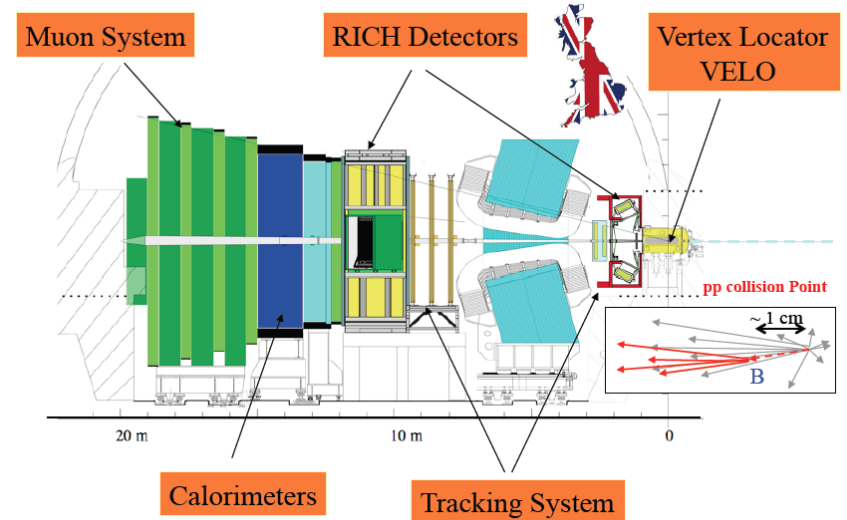 Muon System
RICH Detectors
Vertex Locator
VELO
pp collision Point
~ 1 cm
B
20 m
10 m
0
Calorimeters
Tracking System